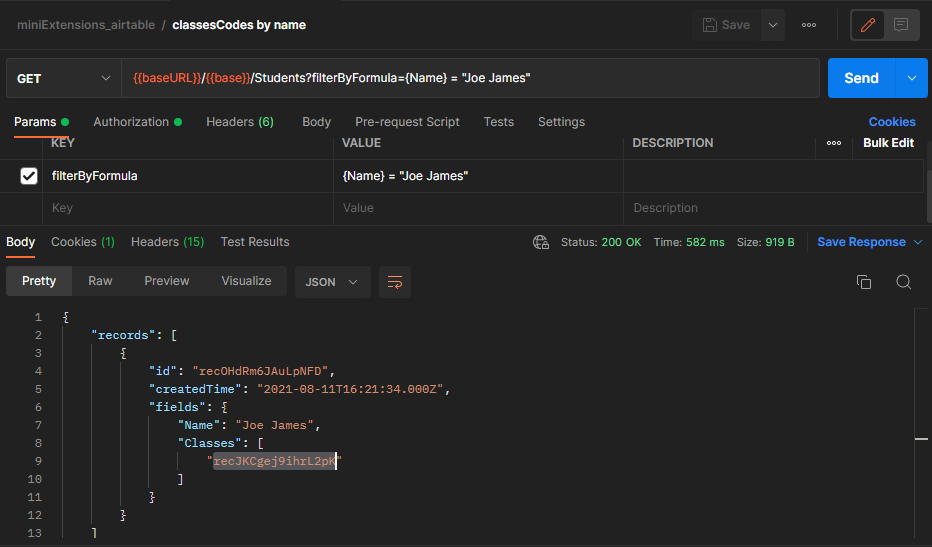 miniExtensions_airtable / classesCodes by name Save
GET {{baseURL}}/{{base}}/Students?filterByFormula={Name} = "Joe James" Send
Params Authorization Headers (6) Body Pre-request Script Tests Settings Cookies
KEY VALUE DESCRIPTION Bulk Edit
filterByFormula {Name} = "Joe James"
Key Value Description
Body Cookies (1) Headers (15) Test Results Status: 200 OK Time: 582 ms Size: 919 B Save Response
Pretty Raw Preview Visualize JSON
1 {
2 "records": [
3 {
4 "id": "recOHdRm6JAuLpNFD",
5 "createdTime": "2021-08-11T16:21:34.000Z",
6 "fields": {
7 "Name": "Joe James",
8 "Classes": [
9 "recJKCgej9ihrL2pK"
10 ]
11 }
12 }
13 ]